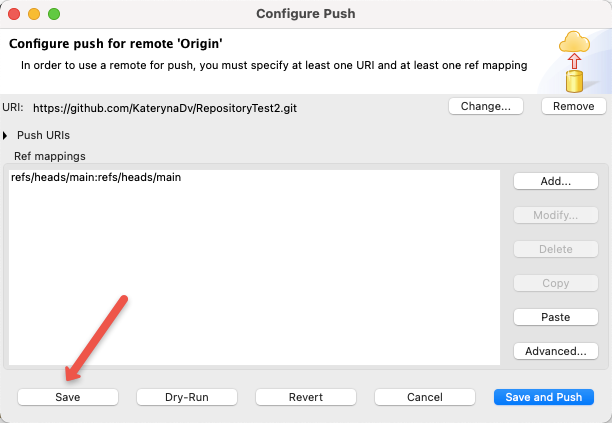 Configure Push
Configure push for remote 'Origin'
In order to use a remote for push, you must specify at least one URI and at least one ref mapping
URI: https://github.com/KaterynaDv/RepositoryTest2.git Change... Remove
Push URIs
Ref mappings
refs/heads/main:refs/heads/main
Add...
Modify...
Delete
Copy
Paste
Advanced...
Save Dry-Run Revert Cancel Save and Push